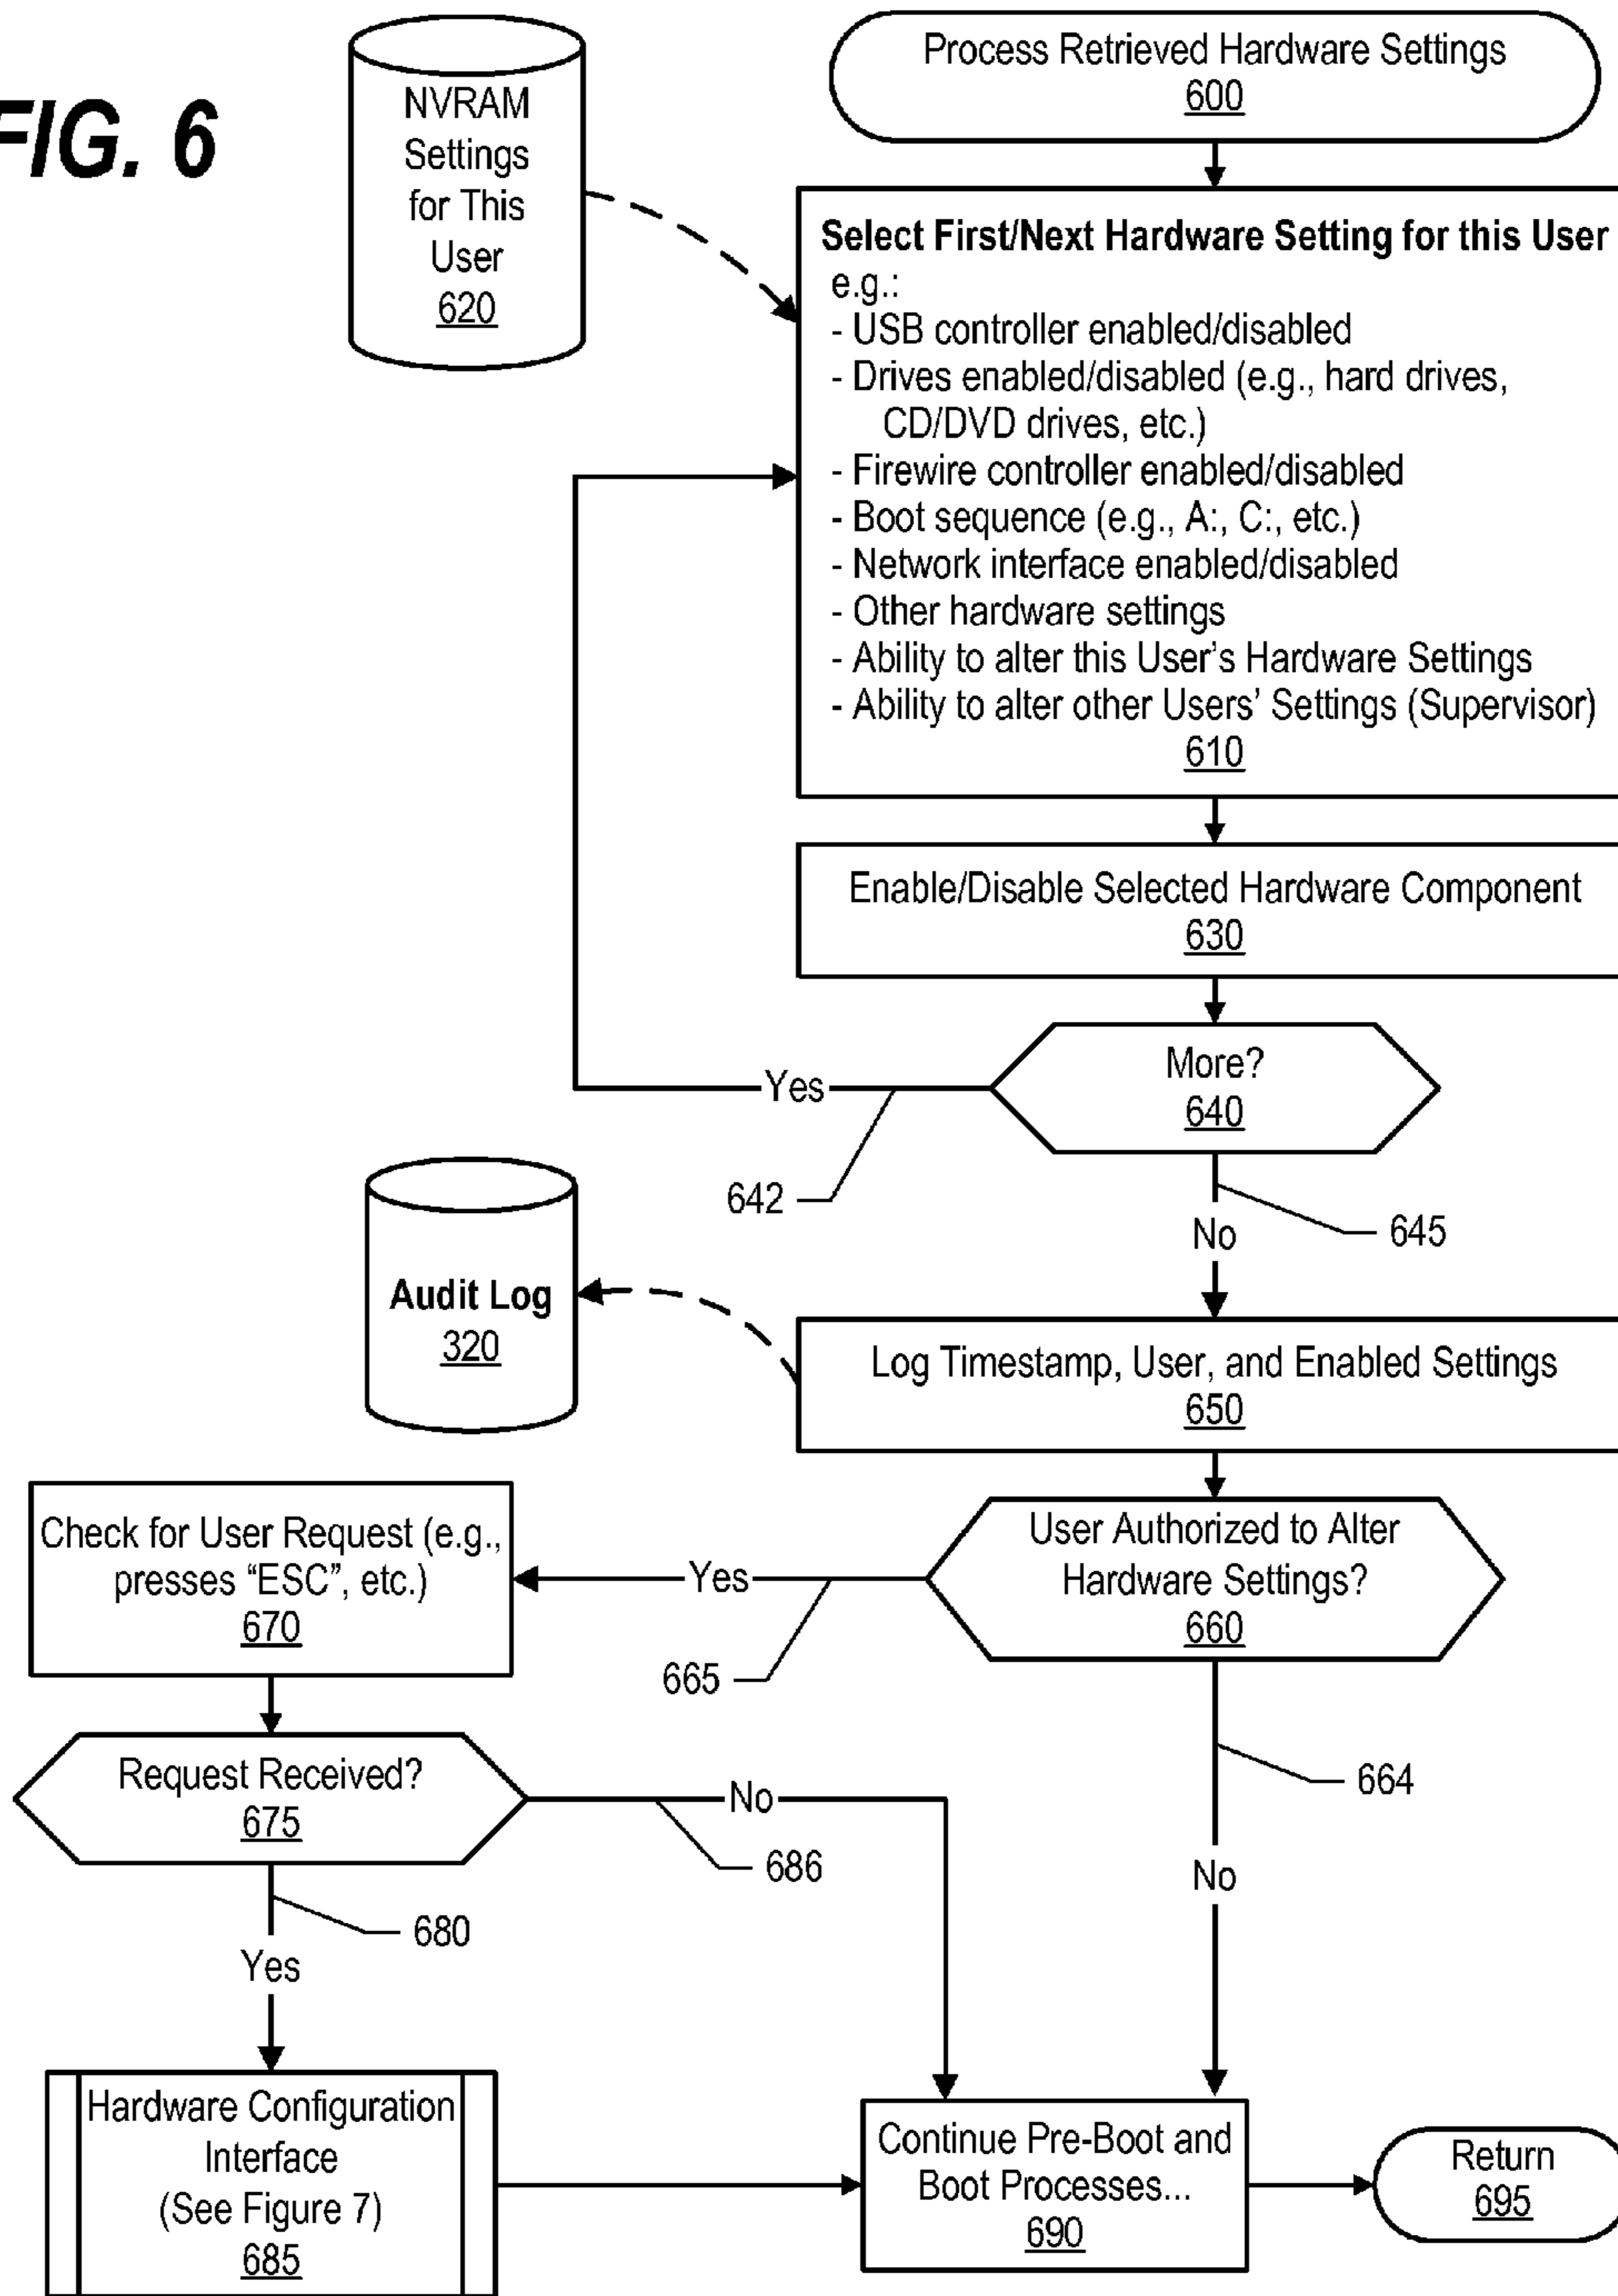 FIG. 6
NVRAM
Settings
for This
User
620
Process Retrieved Hardware Settings
600
Select First/Next Hardware Setting for this User
e.g.:
- USB controller enabled/disabled
- Drives enabled/disabled (e.g., hard drives,
CD/DVD drives, etc.)
- Firewire controller enabled/disabled
- Boot sequence (e.g., A:, C:, etc.)
- Network interface enabled/disabled
- Other hardware settings
- Ability to alter this User's Hardware Settings
- Ability to alter other Users' Settings (Supervisor)
610
Enable/Disable Selected Hardware Component
630
More?
640
Yes
642
No
645
Audit Log
320
Log Timestamp, User, and Enabled Settings
650
User Authorized to Alter
Hardware Settings?
660
Yes
665
No
664
Check for User Request (e.g.,
presses “ESC”, etc.)
670
Request Received?
675
No
686
Yes
680
Hardware Configuration
Interface
(See Figure 7)
685
Continue Pre-Boot and
Boot Processes...
690
Return
695